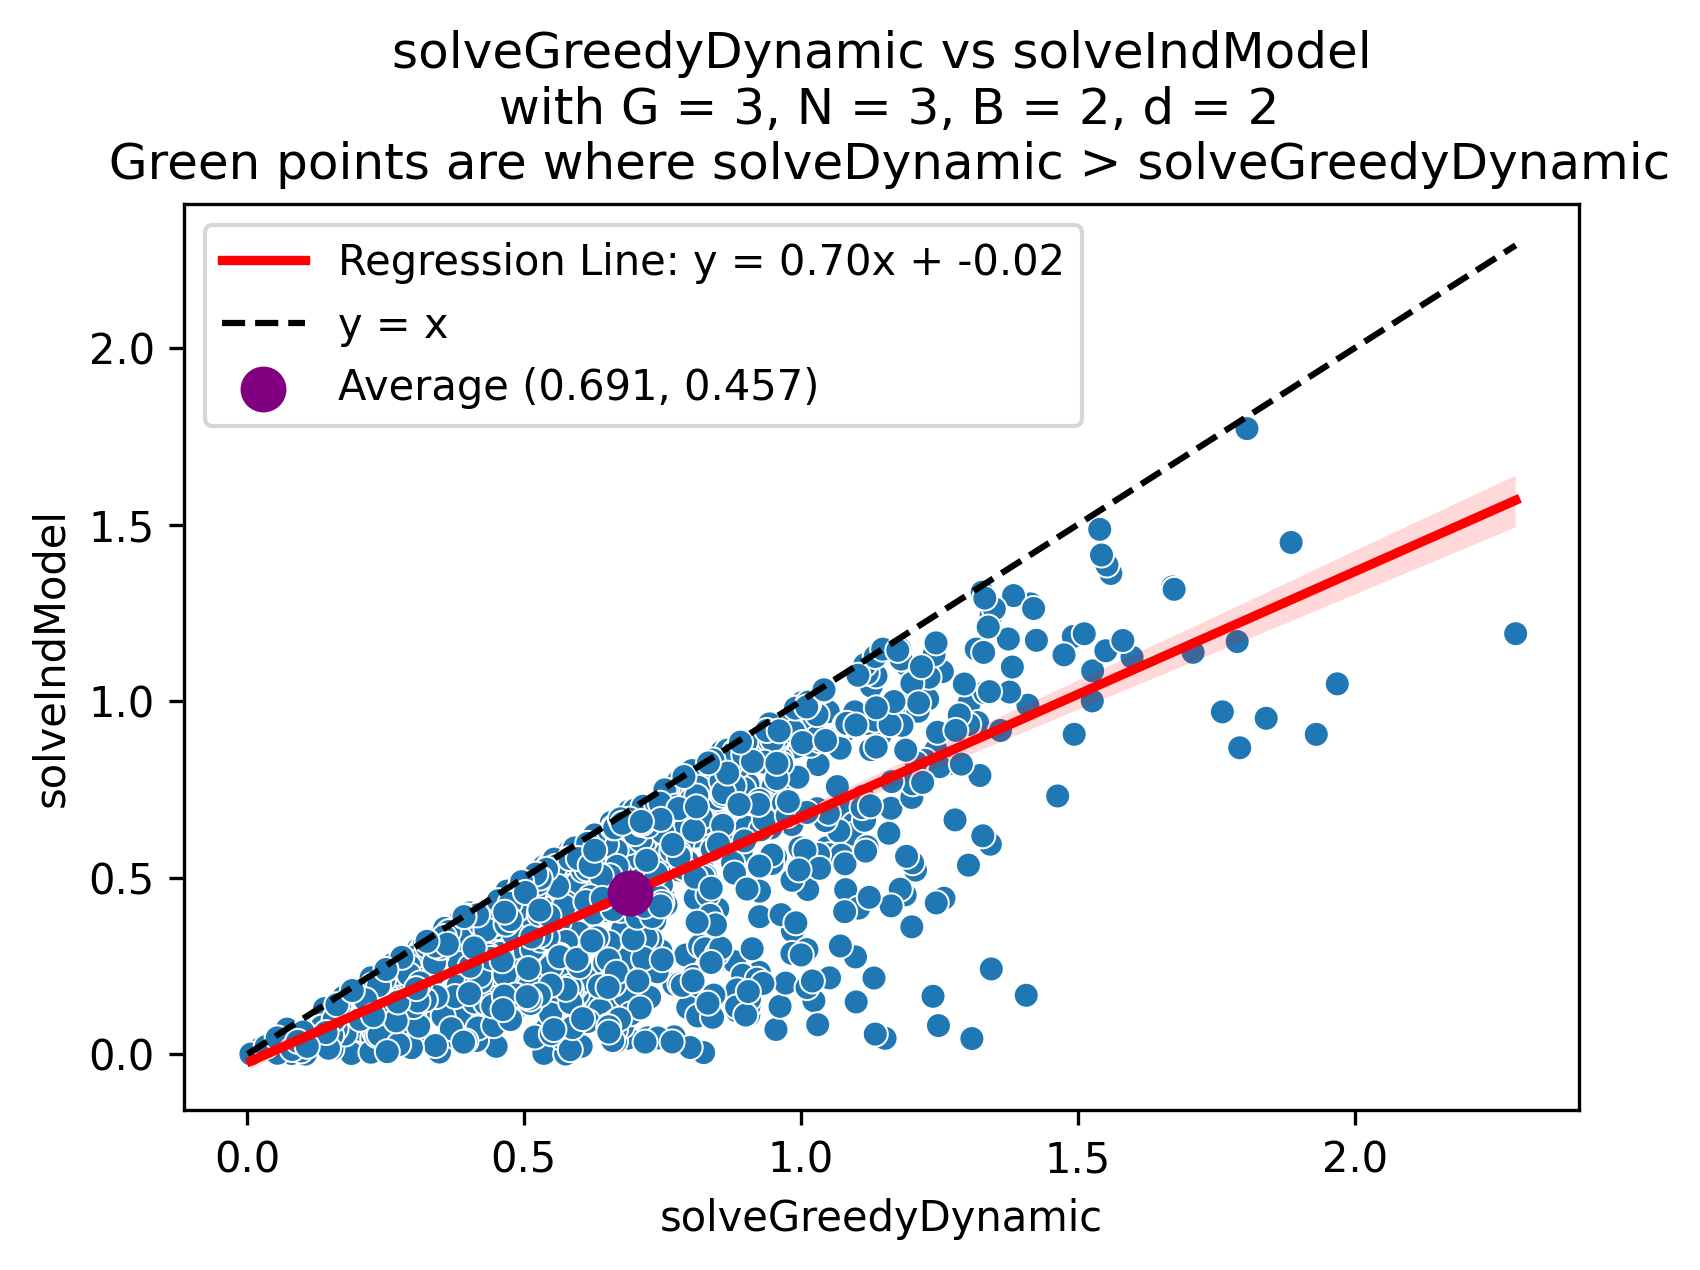 solveGreedyDynamic vs solveIndModel
with G = 3, N = 3, B = 2, d = 2
Green points are where solveDynamic > solveGreedyDynamic
Regression Line: y = 0.70x + -0.02
y = x
Average (0.691, 0.457)
solveIndModel
2.0
1.5
1.0
0.5
0.0
0.0
0.5
1.0
1.5
2.0
solveGreedyDynamic